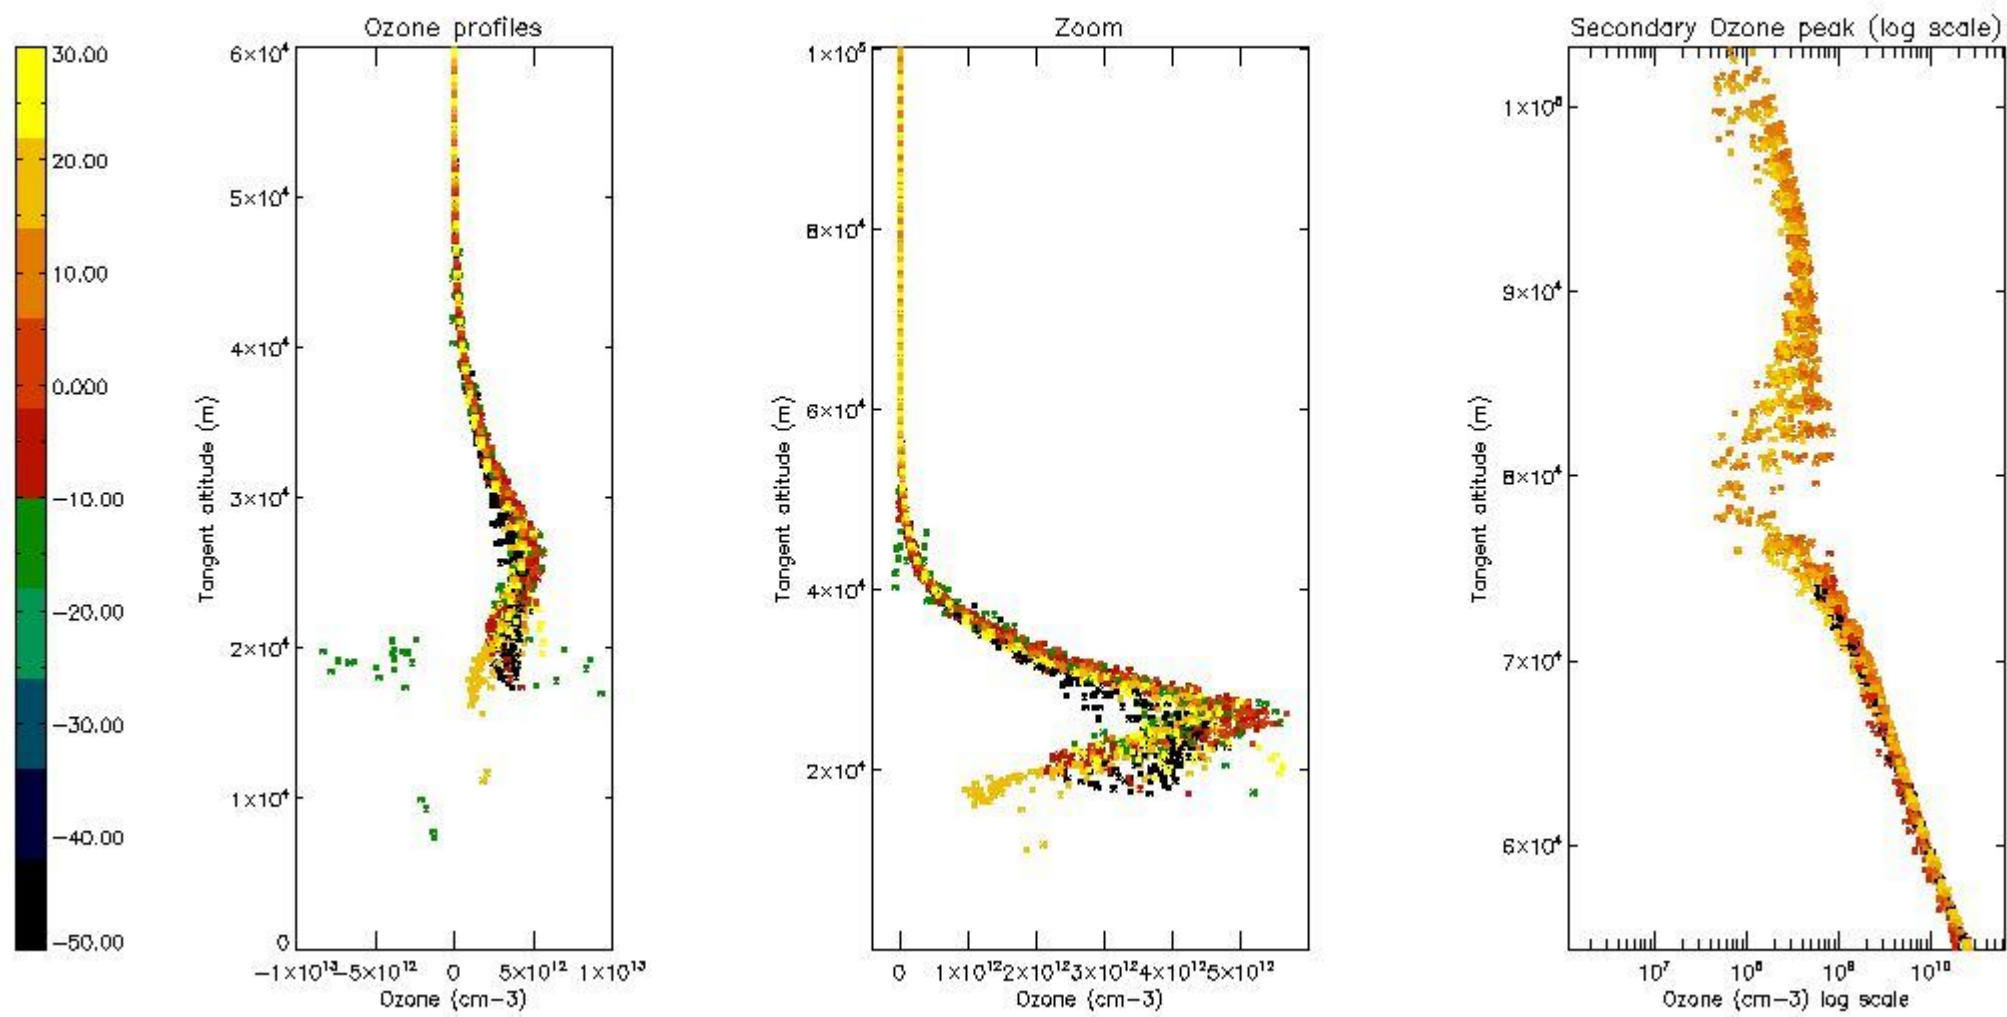 Ozone profiles
Zoom
Secondary Ozone peak (log scale)
30.00
20.00
10.00
0.000
−10.00
−20.00
−30.00
−40.00
−50.00
6×10⁴
5×10⁴
4×10⁴
3×10⁴
2×10⁴
1×10⁴
0
Tangent altitude (m)
−1×10¹³ −5×10¹² 0 5×10¹² 1×10¹³
Ozone (cm−3)
1×10⁵
8×10⁴
6×10⁴
4×10⁴
2×10⁴
Tangent altitude (m)
0 1×10¹² 2×10¹² 3×10¹² 4×10¹² 5×10¹²
Ozone (cm−3)
1×10⁵
9×10⁴
8×10⁴
7×10⁴
6×10⁴
Tangent altitude (m)
10⁷ 10⁸ 10⁹ 10¹⁰
Ozone (cm−3) log scale